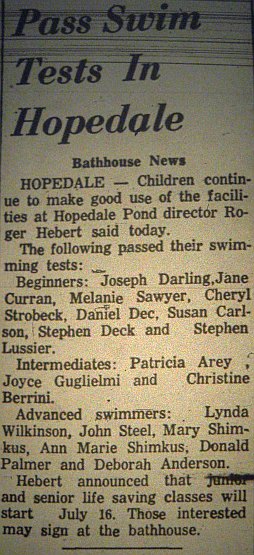 Pass Swim
Tests In
Hopedale
Bathhouse News
HOPEDALE — Children contin-
ue to make good use of the facili-
ties at Hopedale Pond director Ro-
ger Hebert said today.
The following passed their swim-
ming tests:
Beginners: Joseph Darling,Jane
Curran, Melanie Sawyer, Cheryl
Strobeck, Daniel Dec, Susan Carl-
son, Stephen Deck and Stephen
Lussier.
Intermediates: Patricia Arey ,
Joyce Guglielmi and Christine
Berrini.
Advanced swimmers: Lynda
Wilkinson, John Steel, Mary Shim-
kus, Ann Marie Shimkus, Donald
Palmer and Deborah Anderson.
Hebert announced that junior
and senior life saving classes will
start July 16. Those interested
may sign at the bathhouse.